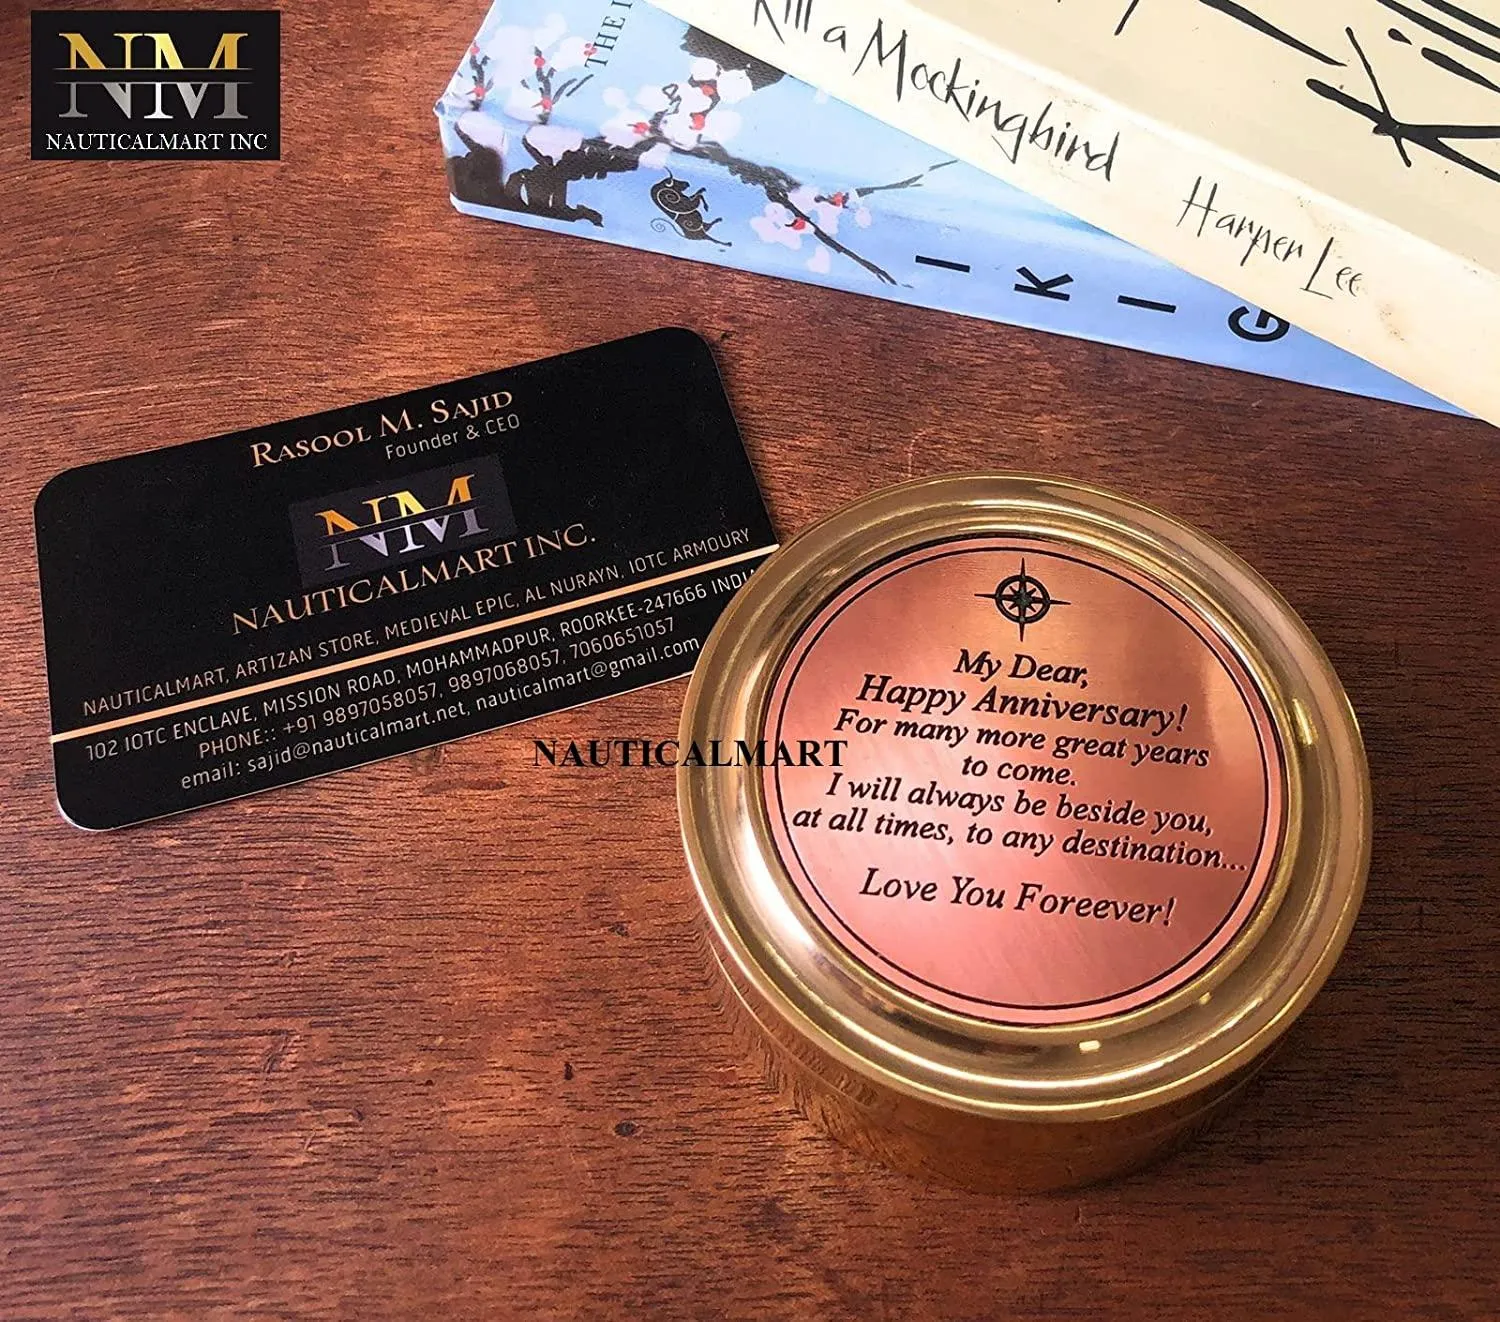 NM
NAUTICALMART INC
THE
Kill a Mockingbird Harper Lee
I K I G
RASOOL M. SAJID
Founder & CEO
NM
NAUTICALMART INC.
NAUTICALMART, ARTIZAN STORE, MEDIEVAL EPIC, AL NURAYN, IOTC ARMOURY
102 IOTC ENCLAVE, MISSION ROAD, MOHAMMADPUR, ROORKEE-247666 INDIA
PHONE:: +91 9897058057, 9897068057, 7060651057
email: sajid@nauticalmart.net, nauticalmart@gmail.com
NAUTICALMART
My Dear,
Happy Anniversary!
For many more great years
to come.
I will always be beside you,
at all times, to any destination...
Love You Foreever!